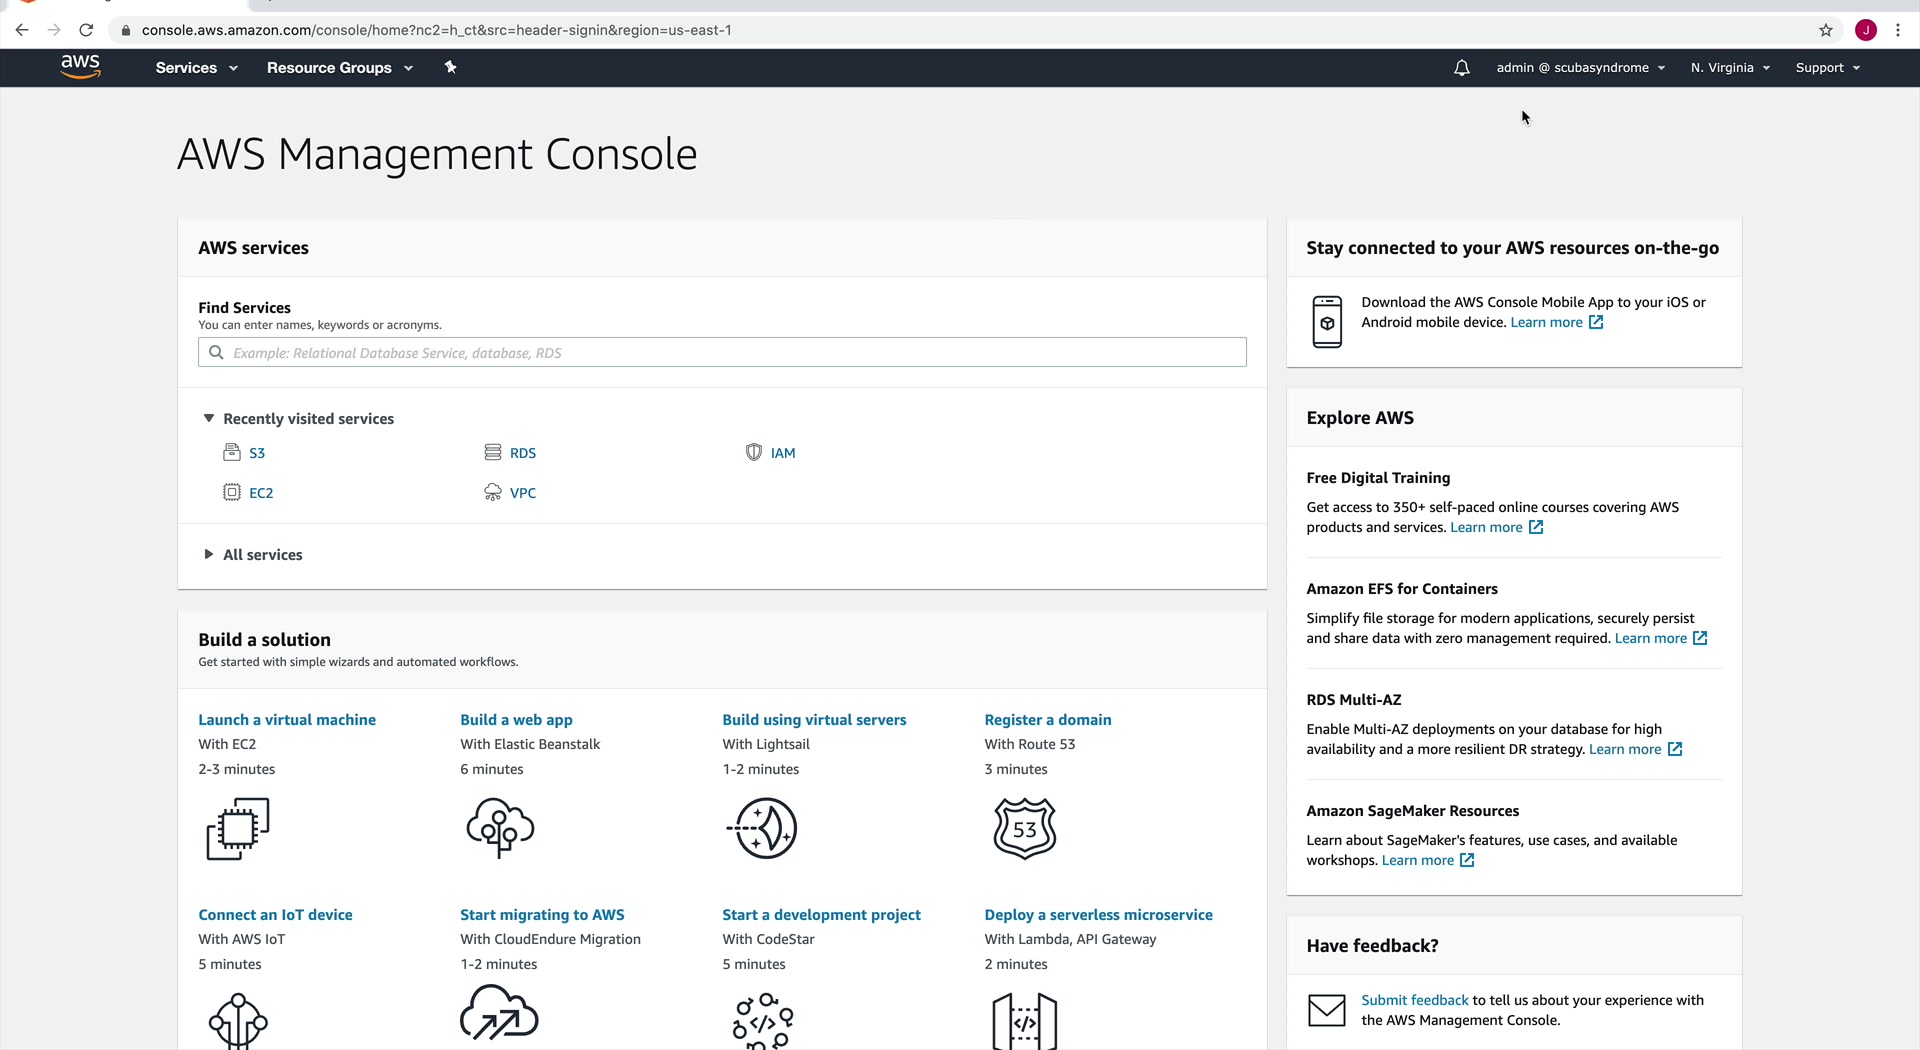 console.aws.amazon.com/console/home?nc2=h_ct&src=header-signin&region=us-east-1
J
aws
Services
Resource Groups
admin @ scubasyndrome
N. Virginia
Support
AWS Management Console
AWS services
Find Services
You can enter names, keywords or acronyms.
Example: Relational Database Service, database, RDS
Recently visited services
S3
RDS
IAM
EC2
VPC
All services
Build a solution
Get started with simple wizards and automated workflows.
Launch a virtual machine
With EC2
2-3 minutes
Build a web app
With Elastic Beanstalk
6 minutes
Build using virtual servers
With Lightsail
1-2 minutes
Register a domain
With Route 53
3 minutes
53
Connect an IoT device
With AWS IoT
5 minutes
Start migrating to AWS
With CloudEndure Migration
1-2 minutes
Start a development project
With CodeStar
5 minutes
</>
Deploy a serverless microservice
With Lambda, API Gateway
2 minutes
</>
Stay connected to your AWS resources on-the-go
Download the AWS Console Mobile App to your iOS or
Android mobile device. Learn more
Explore AWS
Free Digital Training
Get access to 350+ self-paced online courses covering AWS
products and services. Learn more
Amazon EFS for Containers
Simplify file storage for modern applications, securely persist
and share data with zero management required. Learn more
RDS Multi-AZ
Enable Multi-AZ deployments on your database for high
availability and a more resilient DR strategy. Learn more
Amazon SageMaker Resources
Learn about SageMaker's features, use cases, and available
workshops. Learn more
Have feedback?
Submit feedback to tell us about your experience with
the AWS Management Console.